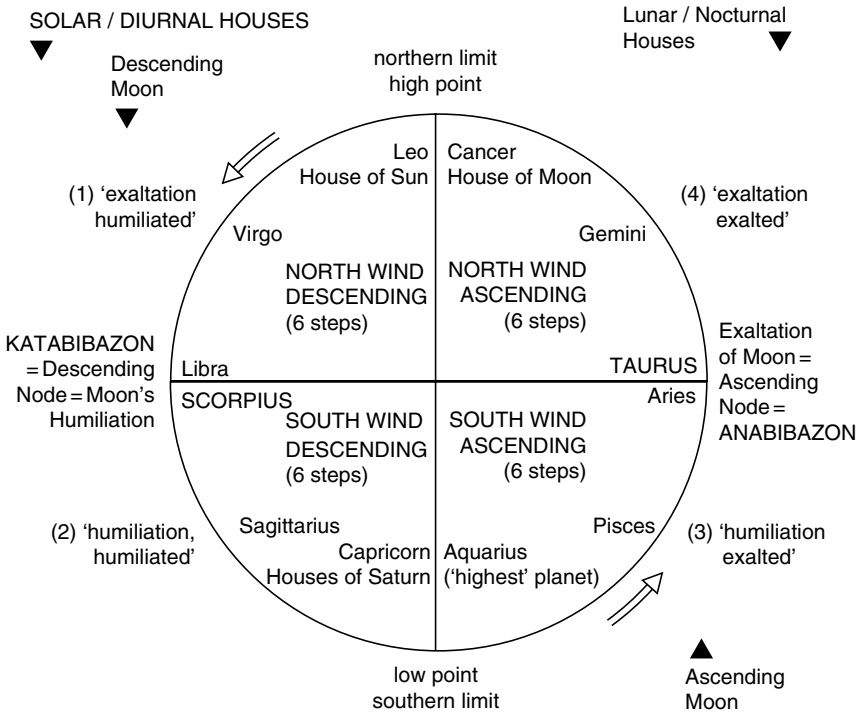 SOLAR / DIURNAL HOUSES
Lunar / Nocturnal
Houses
Descending
Moon
northern limit
high point
Leo
House of Sun
Cancer
House of Moon
(1) ‘exaltation
humiliated’
(4) ‘exaltation
exalted’
Virgo
Gemini
NORTH WIND
DESCENDING
(6 steps)
NORTH WIND
ASCENDING
(6 steps)
KATABIBAZON
= Descending
Node = Moon’s
Humiliation
Libra
TAURUS
Exaltation
of Moon =
Ascending
Node =
ANABIBAZON
SCORPIUS
Aries
SOUTH WIND
DESCENDING
(6 steps)
SOUTH WIND
ASCENDING
(6 steps)
(2) ‘humiliation,
humiliated’
Sagittarius
Pisces
(3) ‘humiliation
exalted’
Capricorn
Houses of Saturn
Aquarius
(‘highest’ planet)
low point
southern limit
Ascending
Moon